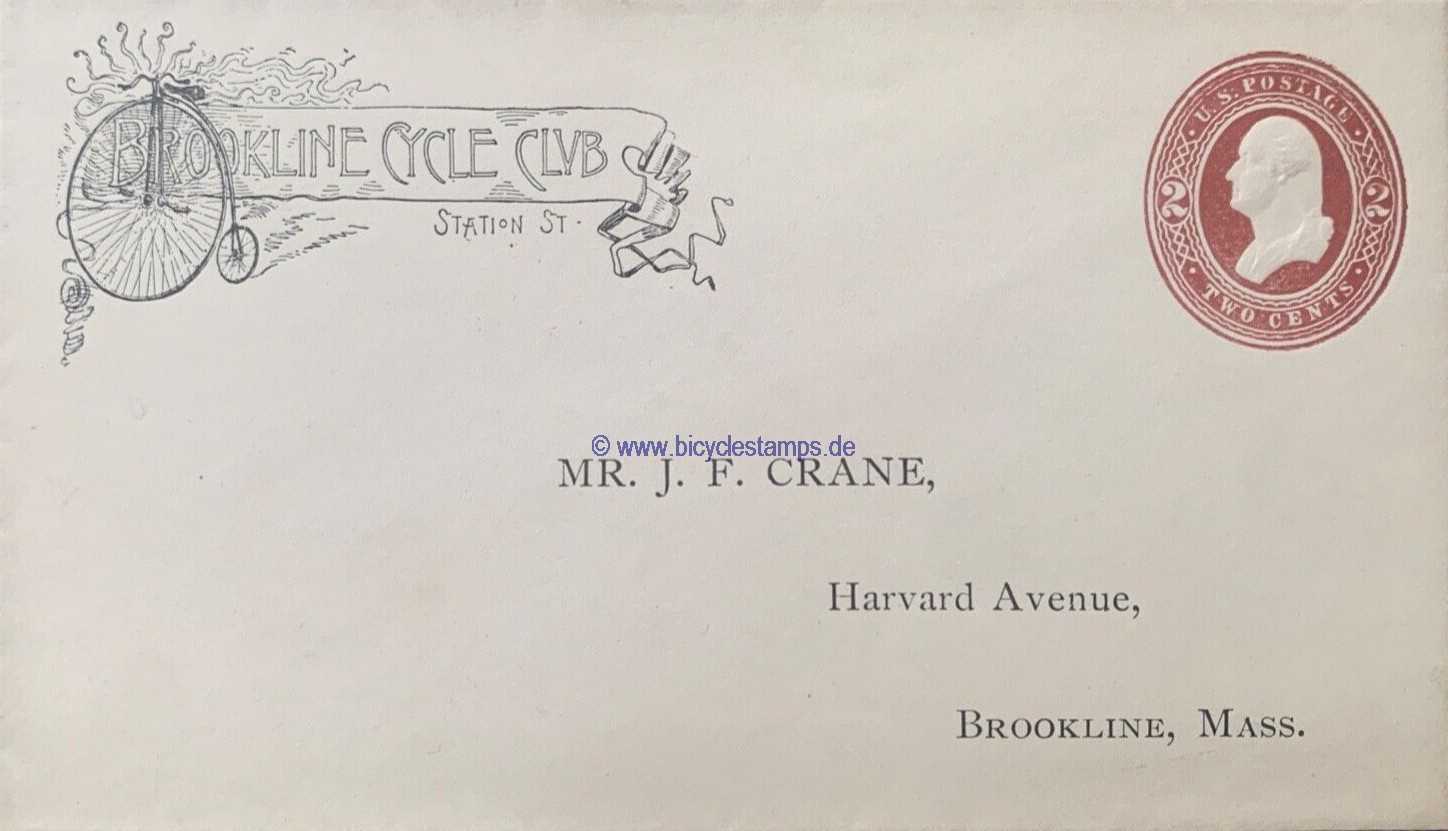 BROOKLINE CYCLE CLVB
STATION ST.
U.S. POSTAGE
2 2
TWO CENTS
© www.bicyclestamps.de
MR. J. F. CRANE,
Harvard Avenue,
BROOKLINE, MASS.